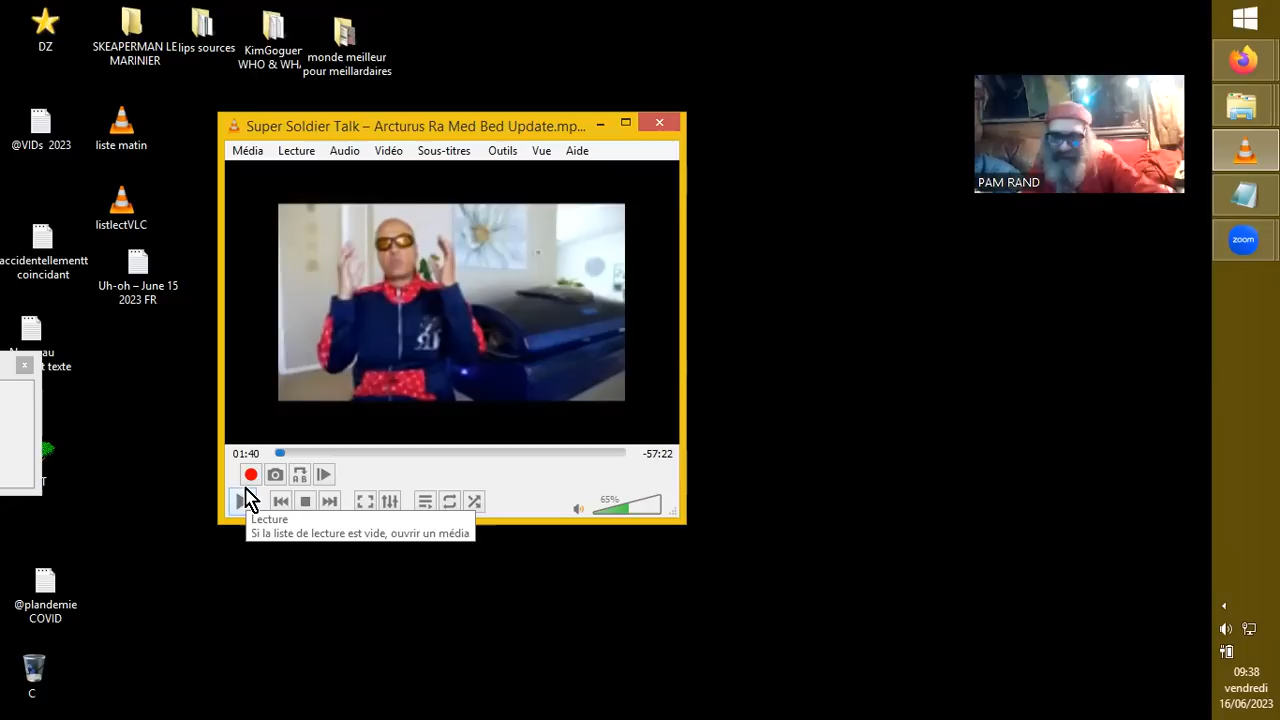 DZ
SKEAPERMAN LE
MARINIER
lips sources
KimGoguer
WHO & WH
monde meilleur
pour meillardaires
@VIDs 2023
liste matin
listlectVLC
accidentellementt
coincidant
Uh-oh – June 15
2023 FR
t texte
@plandemie
COVID
C
Super Soldier Talk – Arcturus Ra Med Bed Update.mp...
Média Lecture Audio Vidéo Sous-titres Outils Vue Aide
01:40
-57:22
A B
65%
Lecture
Si la liste de lecture est vide, ouvrir un média
PAM RAND
zoom
09:38
vendredi
16/06/2023